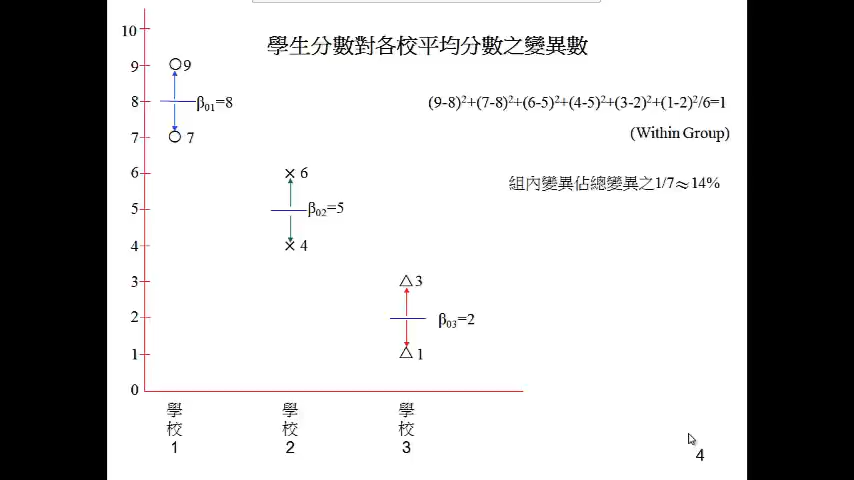 學生分數對各校平均分數之變異數
(9-8)²+(7-8)²+(6-5)²+(4-5)²+(3-2)²+(1-2)²/6=1
(Within Group)
組內變異佔總變異之1/7≈14%
10
9
8
7
6
5
4
3
2
1
0
9
β₀₁=8
7
6
β₀₂=5
4
3
β₀₃=2
1
學校1
學校2
學校3
4